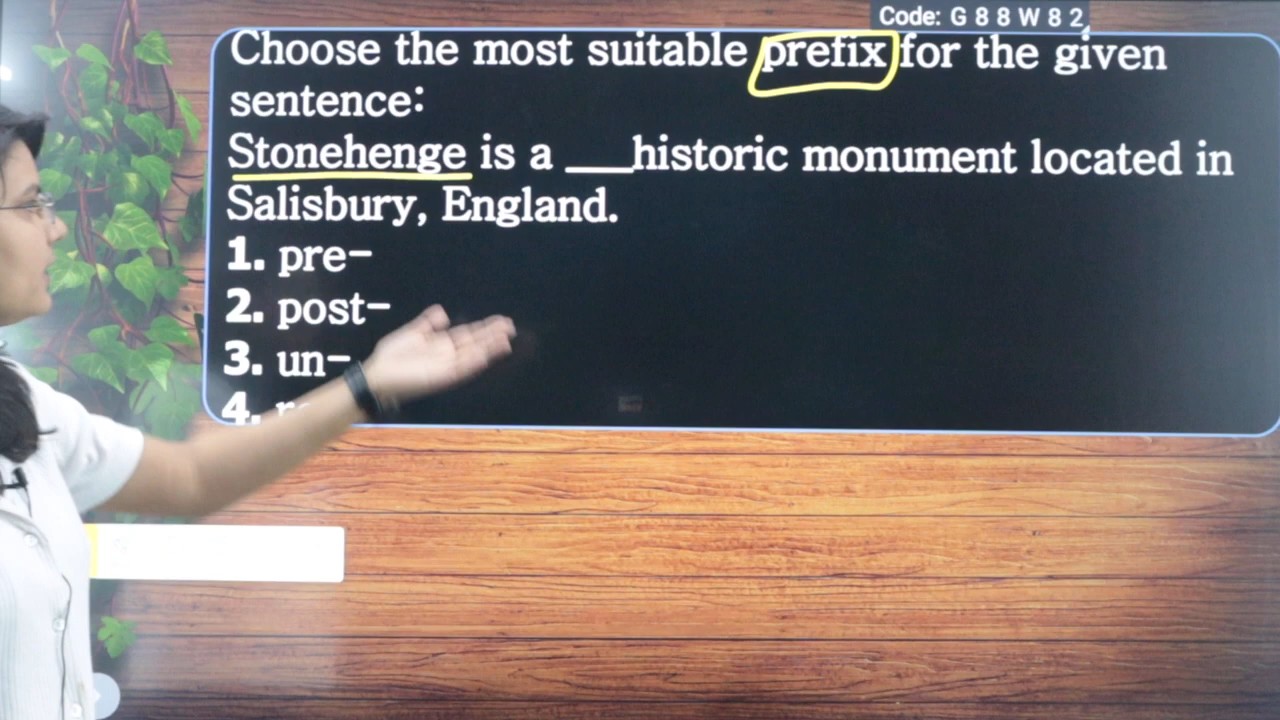 Code: G 8 8 W 8 2
Choose the most suitable prefix for the given
sentence:
Stonehenge is a ___historic monument located in
Salisbury, England.
1. pre-
2. post-
3. un-
4.